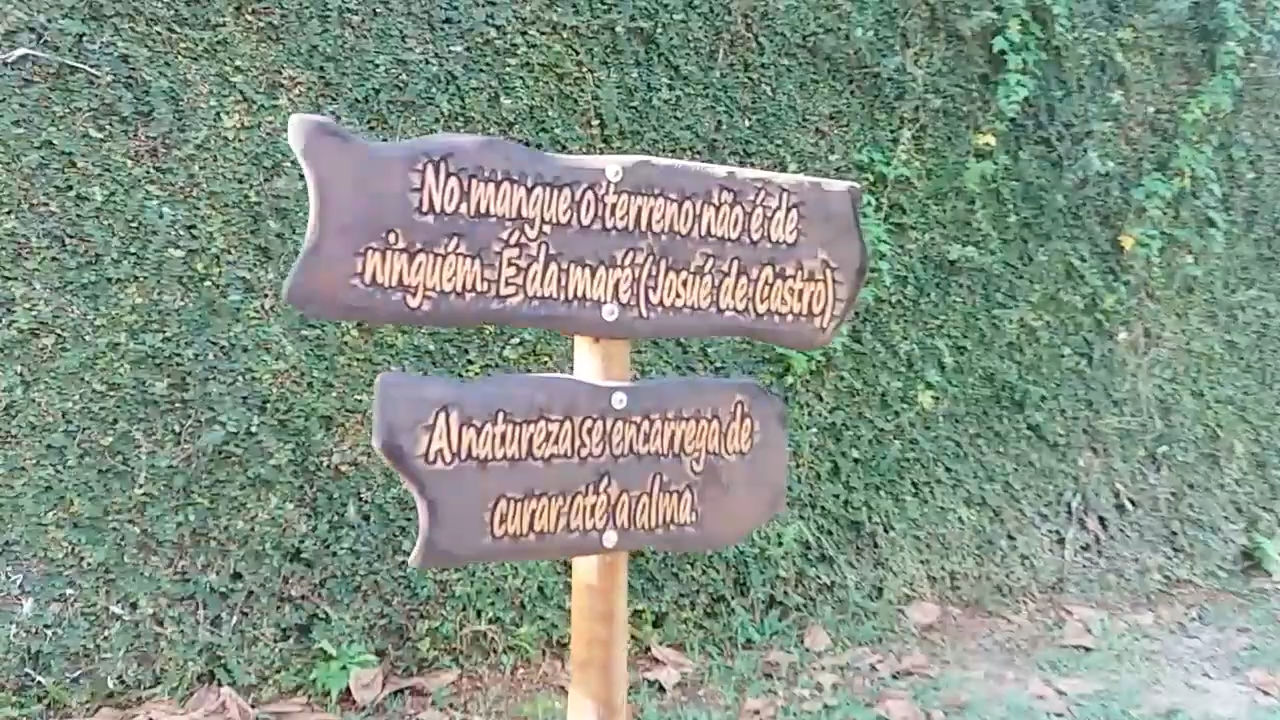 No mangue o terreno não é de
ninguém. É da maré (Josué de Castro)
A natureza se encarrega de
curar até a alma.